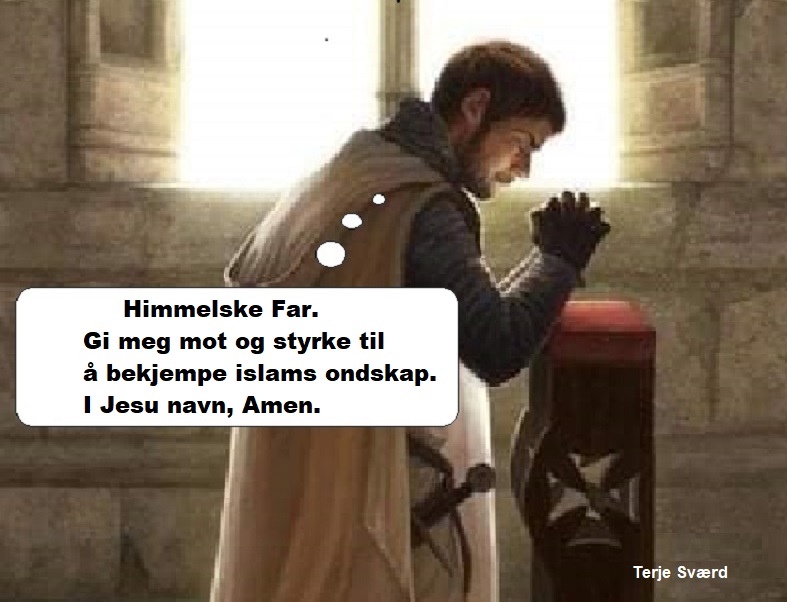 Himmelske Far.
Gi meg mot og styrke til
å bekjempe islams ondskap.
I Jesu navn, Amen.
Terje Sværd